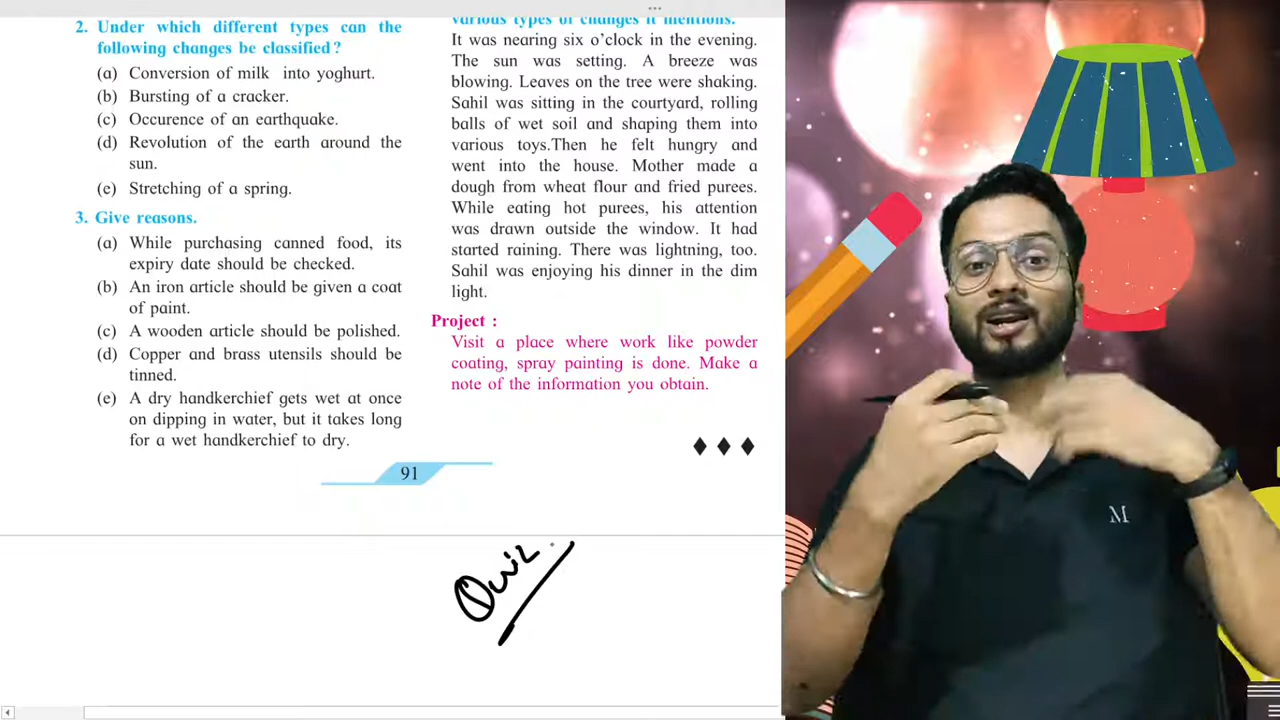 2. Under which different types can the
following changes be classified?
(a) Conversion of milk into yoghurt.
(b) Bursting of a cracker.
(c) Occurence of an earthquake.
(d) Revolution of the earth around the
sun.
(e) Stretching of a spring.
3. Give reasons.
(a) While purchasing canned food, its
expiry date should be checked.
(b) An iron article should be given a coat
of paint.
(c) A wooden article should be polished.
(d) Copper and brass utensils should be
tinned.
(e) A dry handkerchief gets wet at once
on dipping in water, but it takes long
for a wet handkerchief to dry.
various types of changes it mentions.
It was nearing six o'clock in the evening.
The sun was setting. A breeze was
blowing. Leaves on the tree were shaking.
Sahil was sitting in the courtyard, rolling
balls of wet soil and shaping them into
various toys.Then he felt hungry and
went into the house. Mother made a
dough from wheat flour and fried purees.
While eating hot purees, his attention
was drawn outside the window. It had
started raining. There was lightning, too.
Sahil was enjoying his dinner in the dim
light.
Project :
Visit a place where work like powder
coating, spray painting is done. Make a
note of the information you obtain.
91
Quiz
M